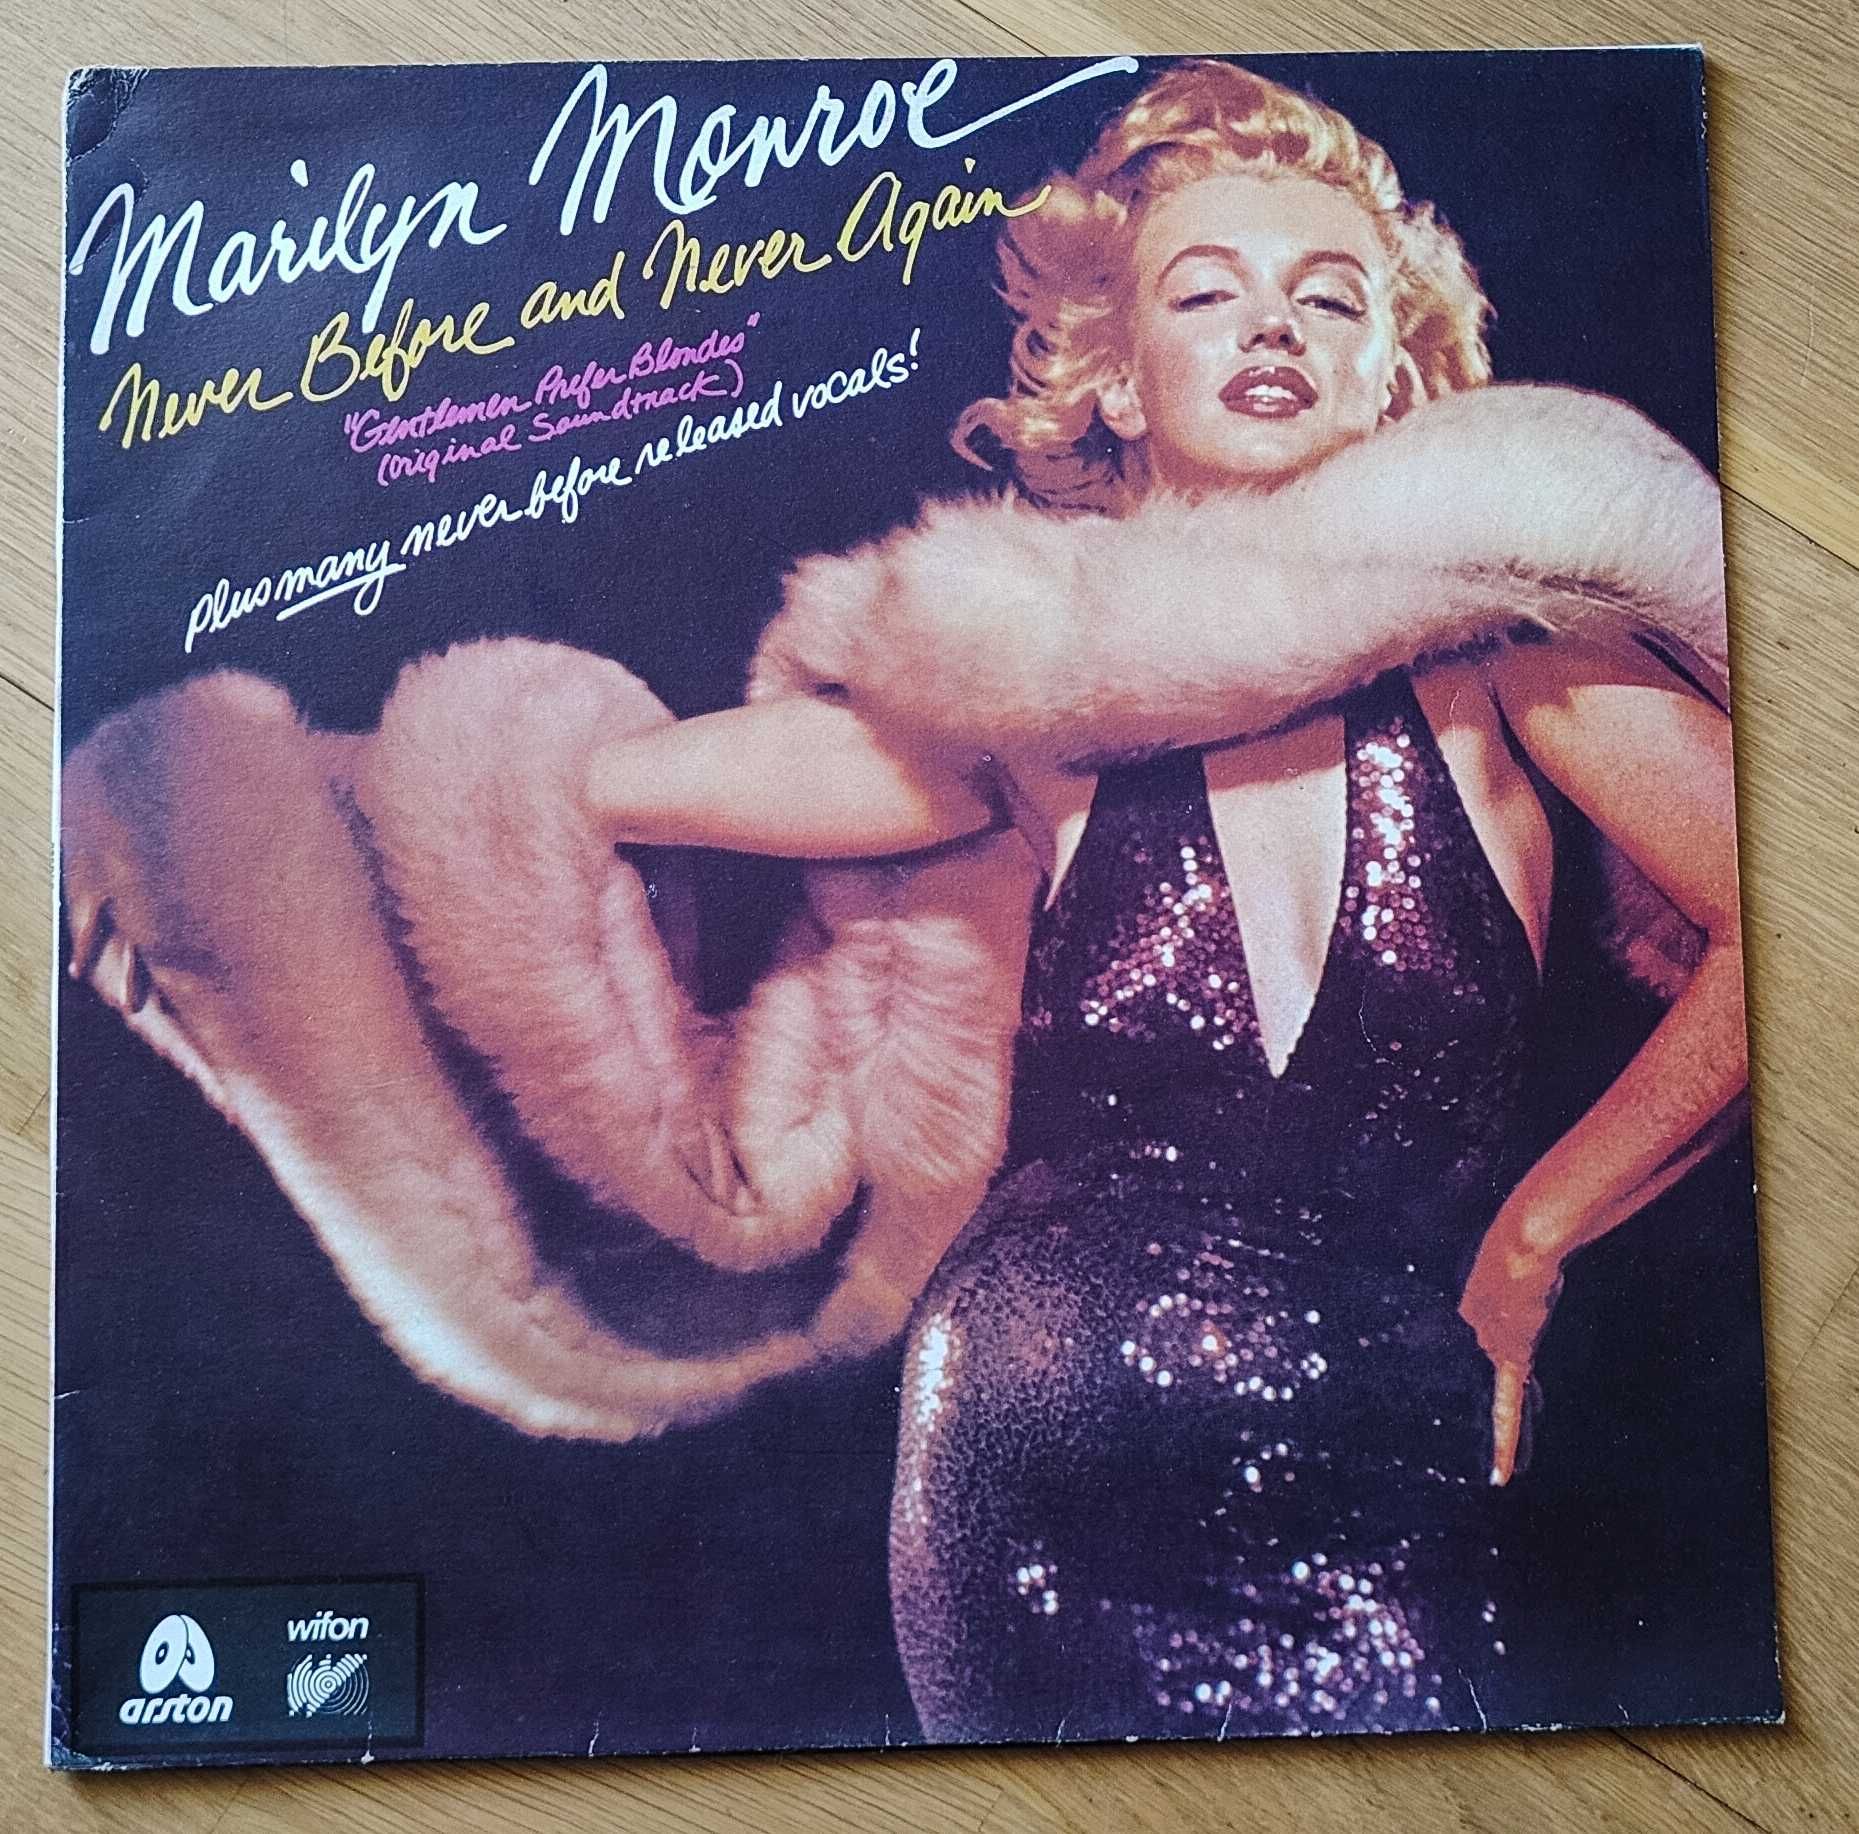 Marilyn Monroe
Never Before and Never Again
"Gentlemen Prefer Blondes"
(Original Soundtrack)
plus many never before released vocals!
arston
wifon